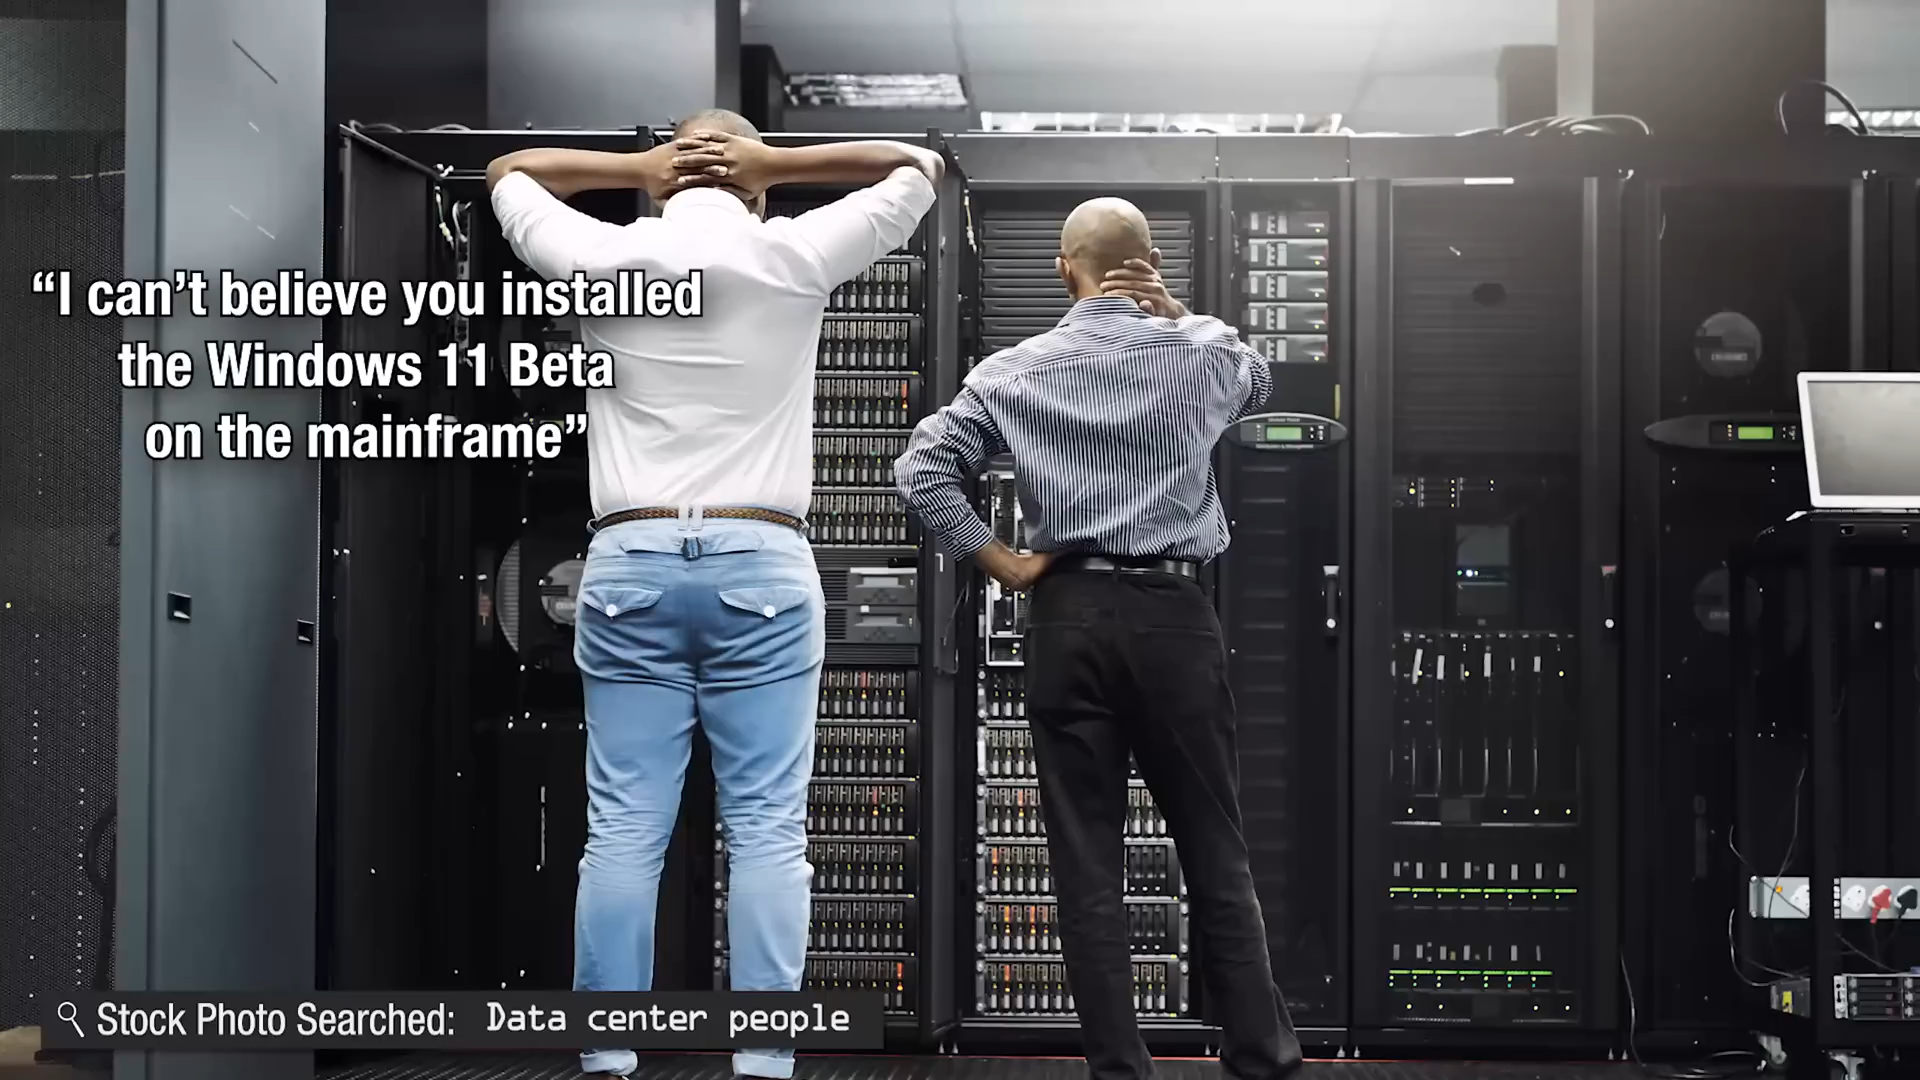 “I can’t believe you installed
the Windows 11 Beta
on the mainframe”
Stock Photo Searched: Data center people